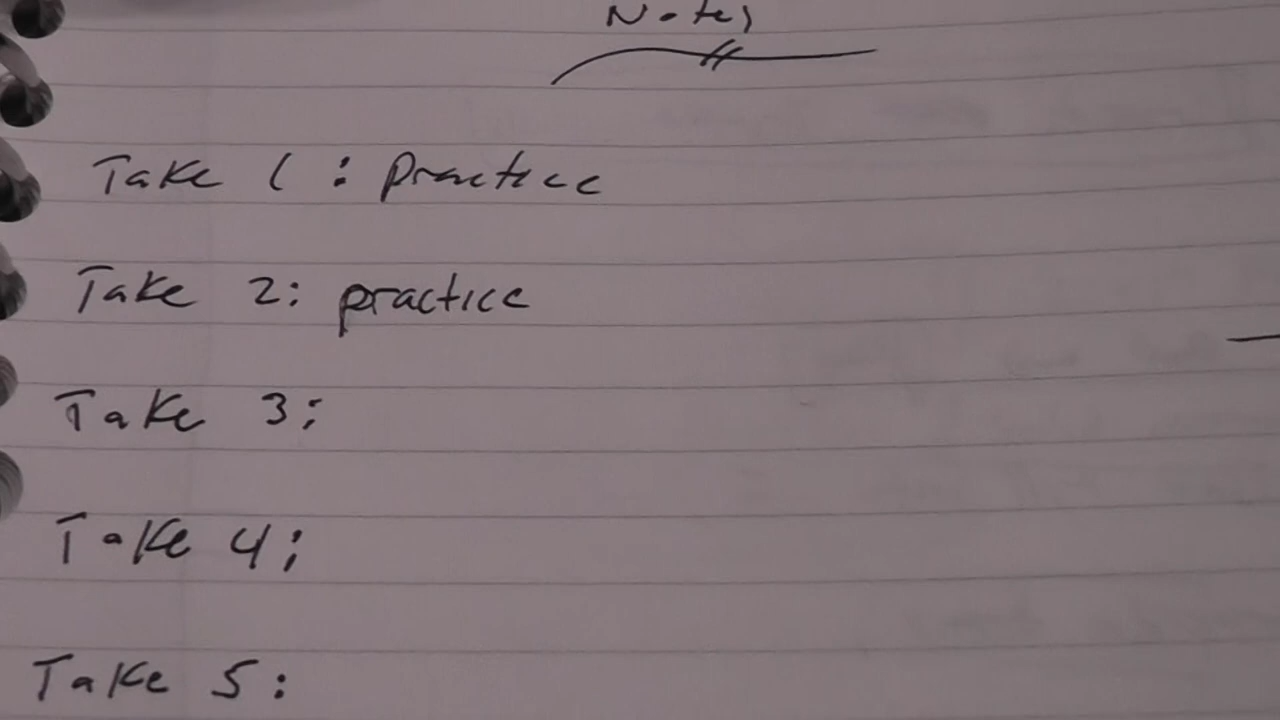 Notes
Take 1: Practice
Take 2: practice
Take 3;
Take 4;
Take 5: